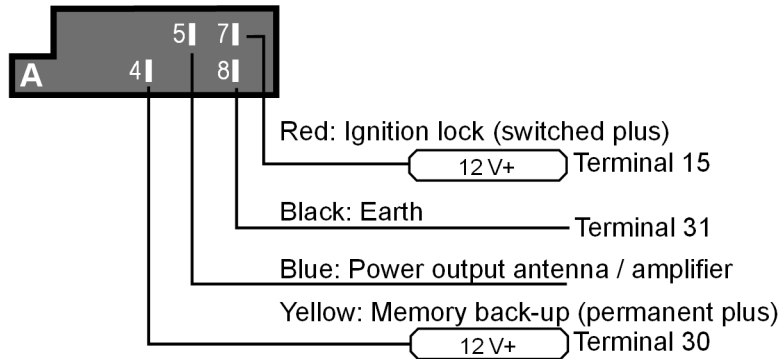 5 7
A 4 8
Red: Ignition lock (switched plus)
12 V+ Terminal 15
Black: Earth
Terminal 31
Blue: Power output antenna / amplifier
Yellow: Memory back-up (permanent plus)
12 V+ Terminal 30